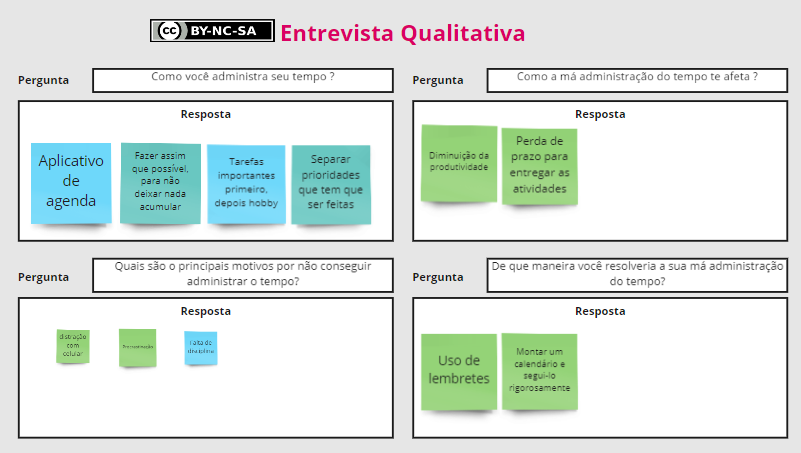 cc BY-NC-SA
Entrevista Qualitativa
Pergunta
Como você administra seu tempo ?
Resposta
Aplicativo
de
agenda
Fazer assim
que possível,
para não
deixar nada
acumular
Tarefas
importantes
primeiro,
depois hobby
Separar
prioridades
que tem que
ser feitas
Pergunta
Como a má administração do tempo te afeta ?
Resposta
Diminuição da
produtividade
Perda de
prazo para
entregar as
atividades
Pergunta
Quais são o principais motivos por não conseguir
administrar o tempo?
Resposta
distração
com
celular
Procrastinação
Falta de
disciplina
Pergunta
De que maneira você resolveria a sua má administração
do tempo?
Resposta
Uso de
lembretes
Montar um
calendário e
segui-lo
rigorosamente